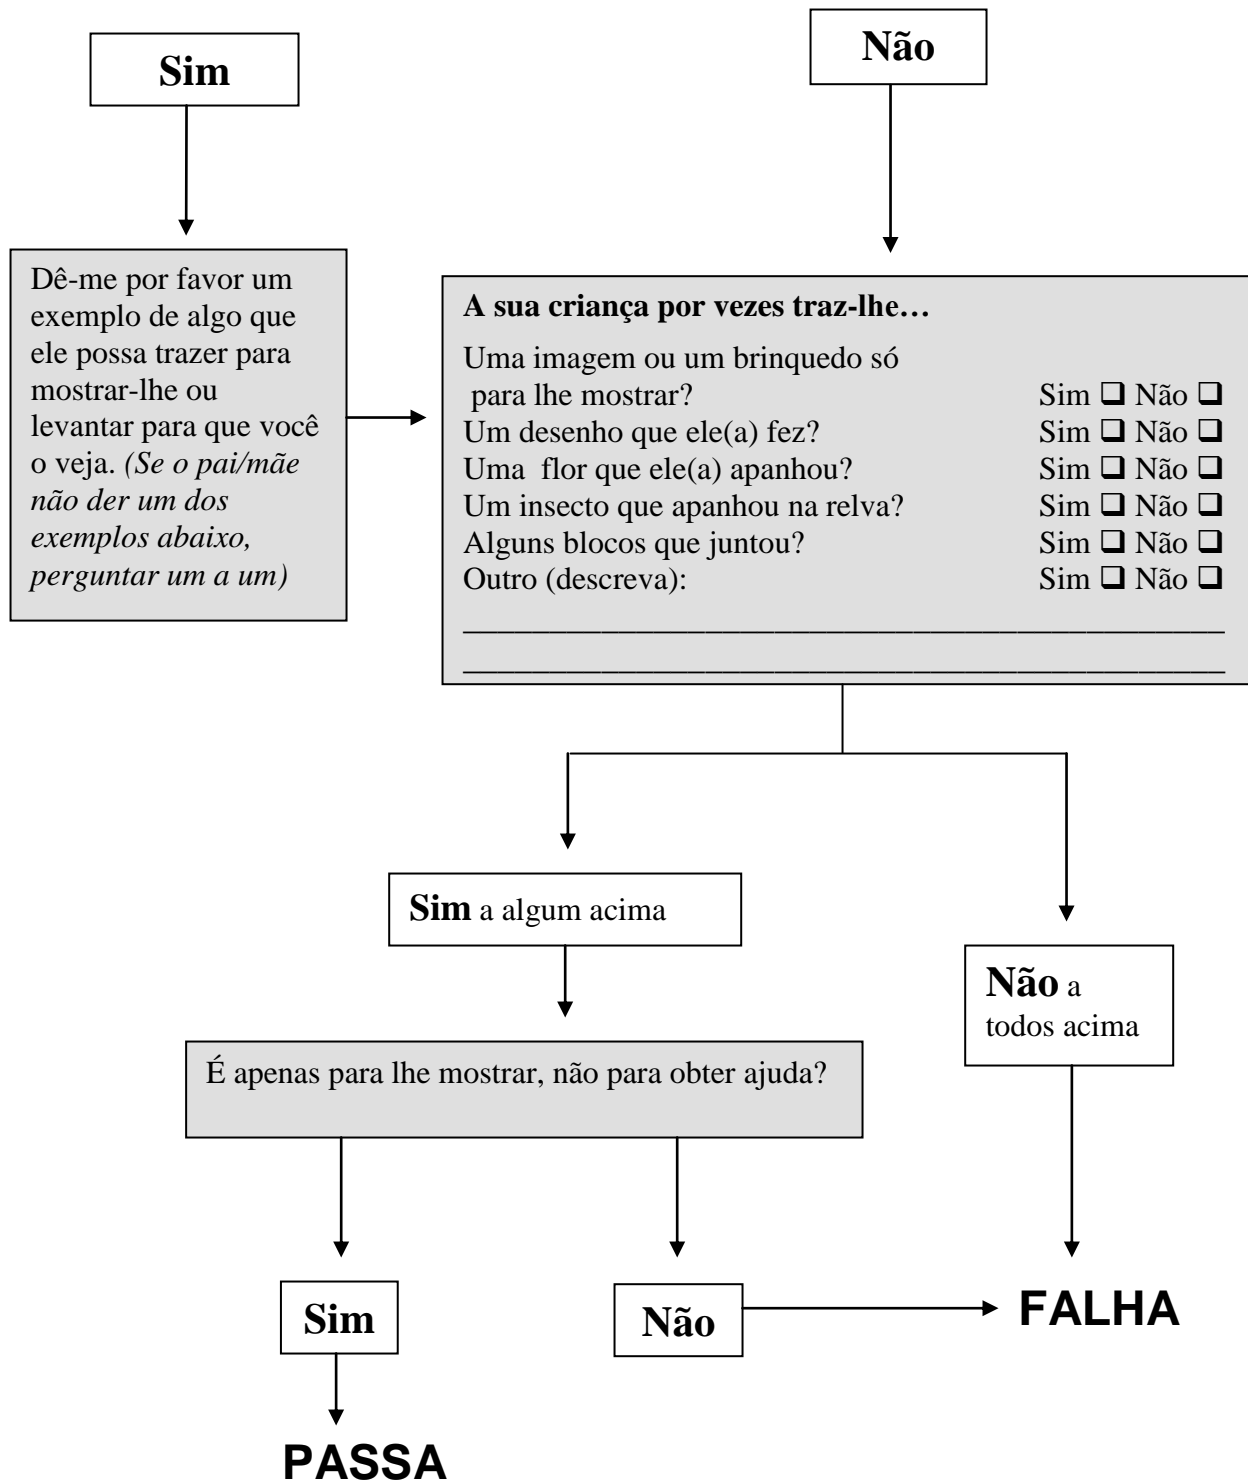 Sim
Não
Dê-me por favor um
exemplo de algo que
ele possa trazer para
mostrar-lhe ou
levantar para que você
o veja. (Se o pai/mãe
não der um dos
exemplos abaixo,
perguntar um a um)
A sua criança por vezes traz-lhe…
Uma imagem ou um brinquedo só
para lhe mostrar? Sim ❑ Não ❑
Um desenho que ele(a) fez? Sim ❑ Não ❑
Uma flor que ele(a) apanhou? Sim ❑ Não ❑
Um insecto que apanhou na relva? Sim ❑ Não ❑
Alguns blocos que juntou? Sim ❑ Não ❑
Outro (descreva): Sim ❑ Não ❑
Sim a algum acima
Não a
todos acima
É apenas para lhe mostrar, não para obter ajuda?
Sim
Não
FALHA
PASSA